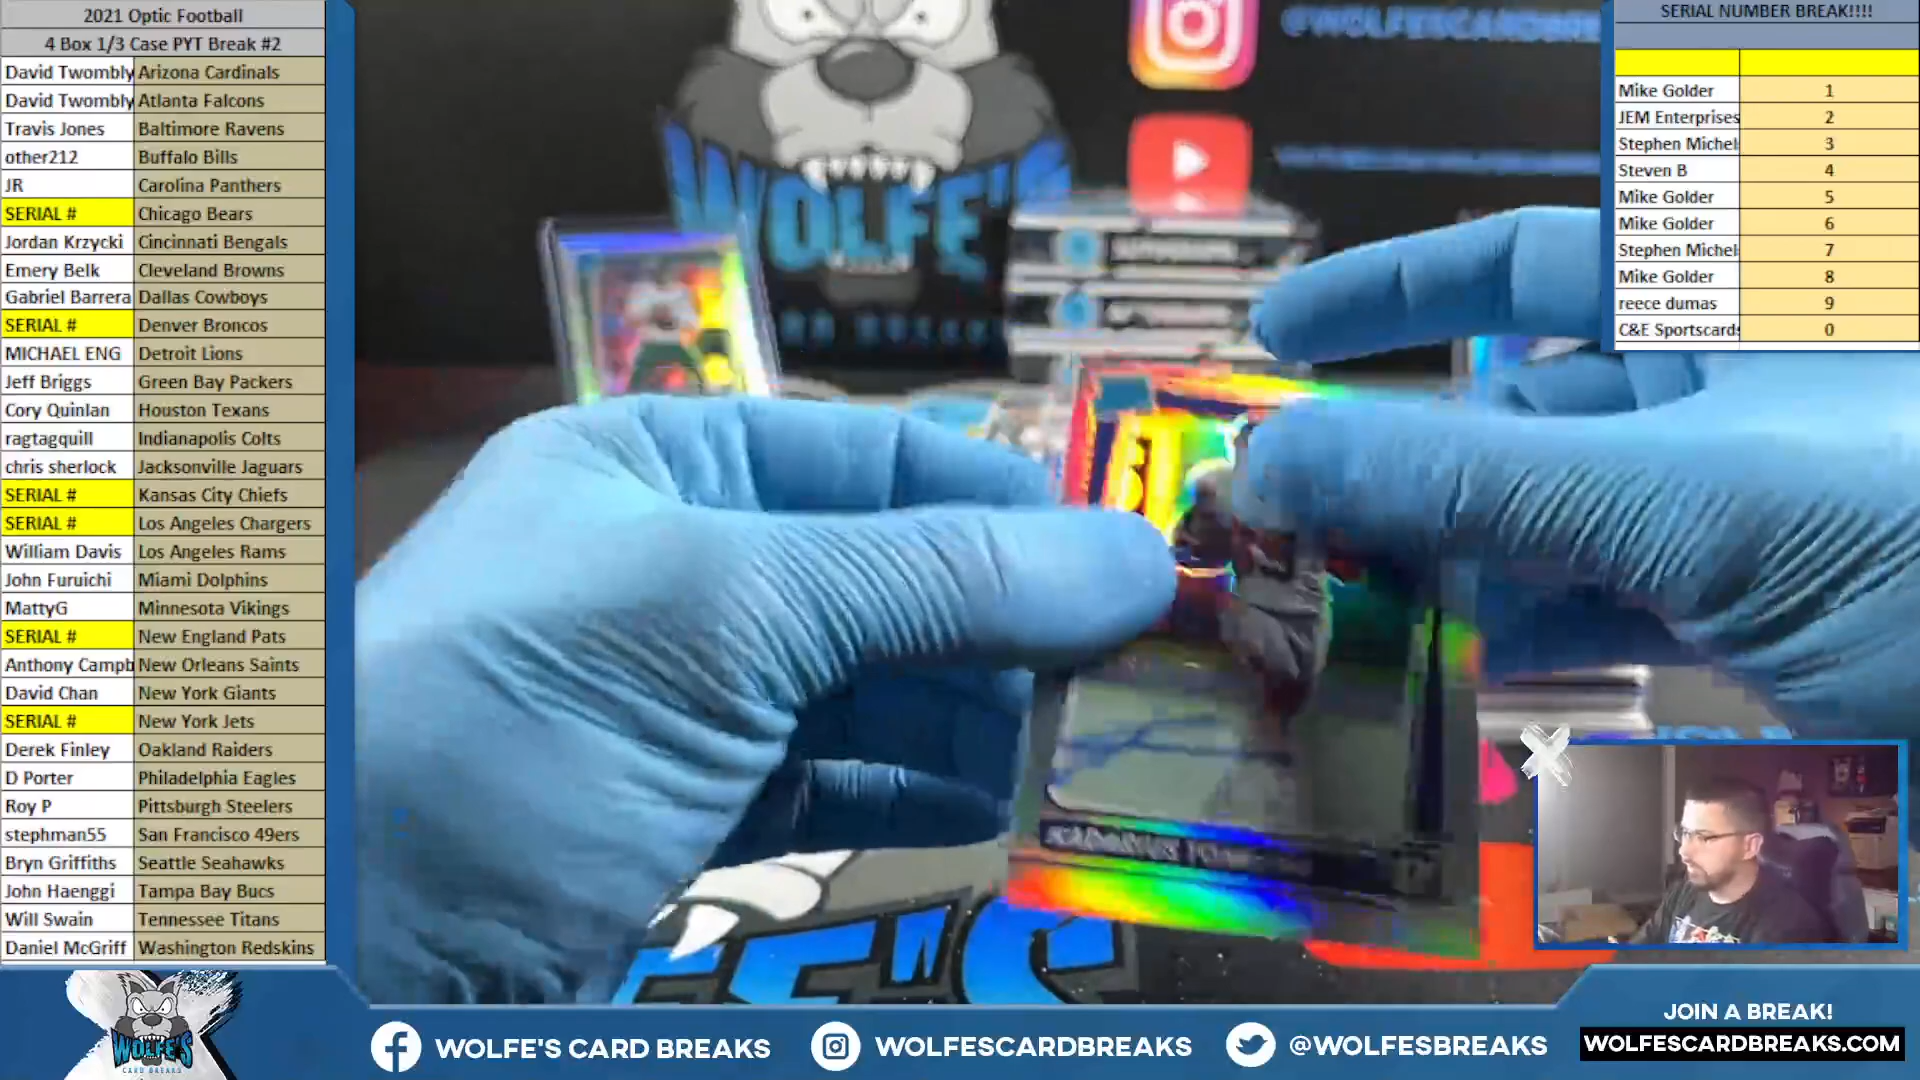 2021 Optic Football
4 Box 1/3 Case PYT Break #2
David Twombly Arizona Cardinals
David Twombly Atlanta Falcons
Travis Jones Baltimore Ravens
other212 Buffalo Bills
JR Carolina Panthers
SERIAL # Chicago Bears
Jordan Krzycki Cincinnati Bengals
Emery Belk Cleveland Browns
Gabriel Barrera Dallas Cowboys
SERIAL # Denver Broncos
MICHAEL ENG Detroit Lions
Jeff Briggs Green Bay Packers
Cory Quinlan Houston Texans
ragtagquill Indianapolis Colts
chris sherlock Jacksonville Jaguars
SERIAL # Kansas City Chiefs
SERIAL # Los Angeles Chargers
William Davis Los Angeles Rams
John Furuichi Miami Dolphins
MattyG Minnesota Vikings
SERIAL # New England Pats
Anthony Campb New Orleans Saints
David Chan New York Giants
SERIAL # New York Jets
Derek Finley Oakland Raiders
D Porter Philadelphia Eagles
Roy P Pittsburgh Steelers
stephman55 San Francisco 49ers
Bryn Griffiths Seattle Seahawks
John Haenggi Tampa Bay Bucs
Will Swain Tennessee Titans
Daniel McGriff Washington Redskins
SERIAL NUMBER BREAK!!!!
Mike Golder 1
JEM Enterprises 2
Stephen Michel 3
Steven B 4
Mike Golder 5
Mike Golder 6
Stephen Michel 7
Mike Golder 8
reece dumas 9
C&E Sportscards 0
@WOLFESCARDBRE
WOLFE'S
WOLFE'S
CARD BREAKS
WOLFE'S CARD BREAKS
WOLFESCARDBREAKS
@WOLFESBREAKS
JOIN A BREAK!
WOLFESCARDBREAKS.COM